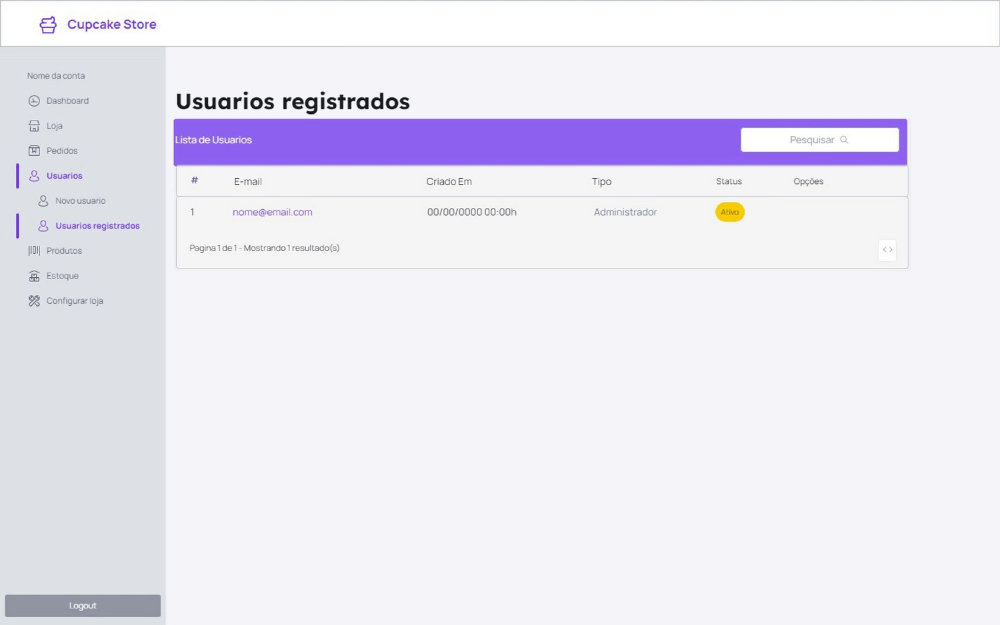 Cupcake Store
Nome da conta
Dashboard
Loja
Pedidos
Usuarios
Novo usuario
Usuarios registrados
Produtos
Estoque
Configurar loja
Logout
Usuarios registrados
Lista de Usuarios
Pesquisar
# E-mail Criado Em Tipo Status Opções
1 nome@email.com 00/00/0000 00:00h Administrador Ativo
Pagina 1 de 1 - Mostrando 1 resultado(s)
< >